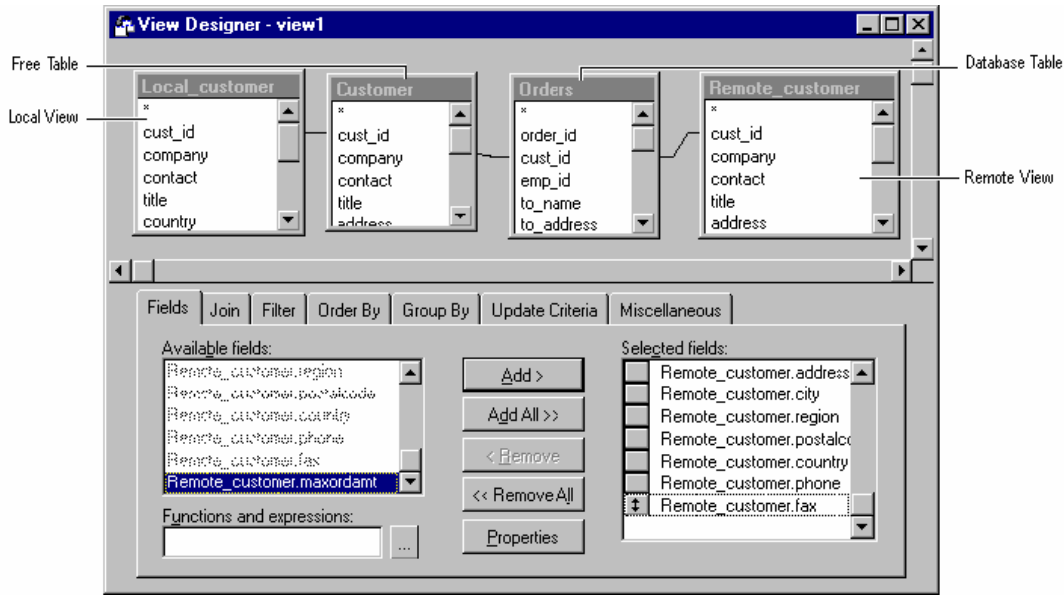 View Designer - view1
Free Table
Database Table
Local View
Remote View
Local_customer
*
cust_id
company
contact
title
country
Customer
*
cust_id
company
contact
title
address
Orders
*
order_id
cust_id
emp_id
to_name
to_address
Remote_customer
*
cust_id
company
contact
title
address
Fields
Join
Filter
Order By
Group By
Update Criteria
Miscellaneous
Available fields:
Remote_customer.region
Remote_customer.postalcode
Remote_customer.country
Remote_customer.phone
Remote_customer.fax
Remote_customer.maxordamt
Functions and expressions:
...
Add >
Add All >>
< Remove
<< Remove All
Properties
Selected fields:
Remote_customer.address
Remote_customer.city
Remote_customer.region
Remote_customer.postalco
Remote_customer.country
Remote_customer.phone
Remote_customer.fax